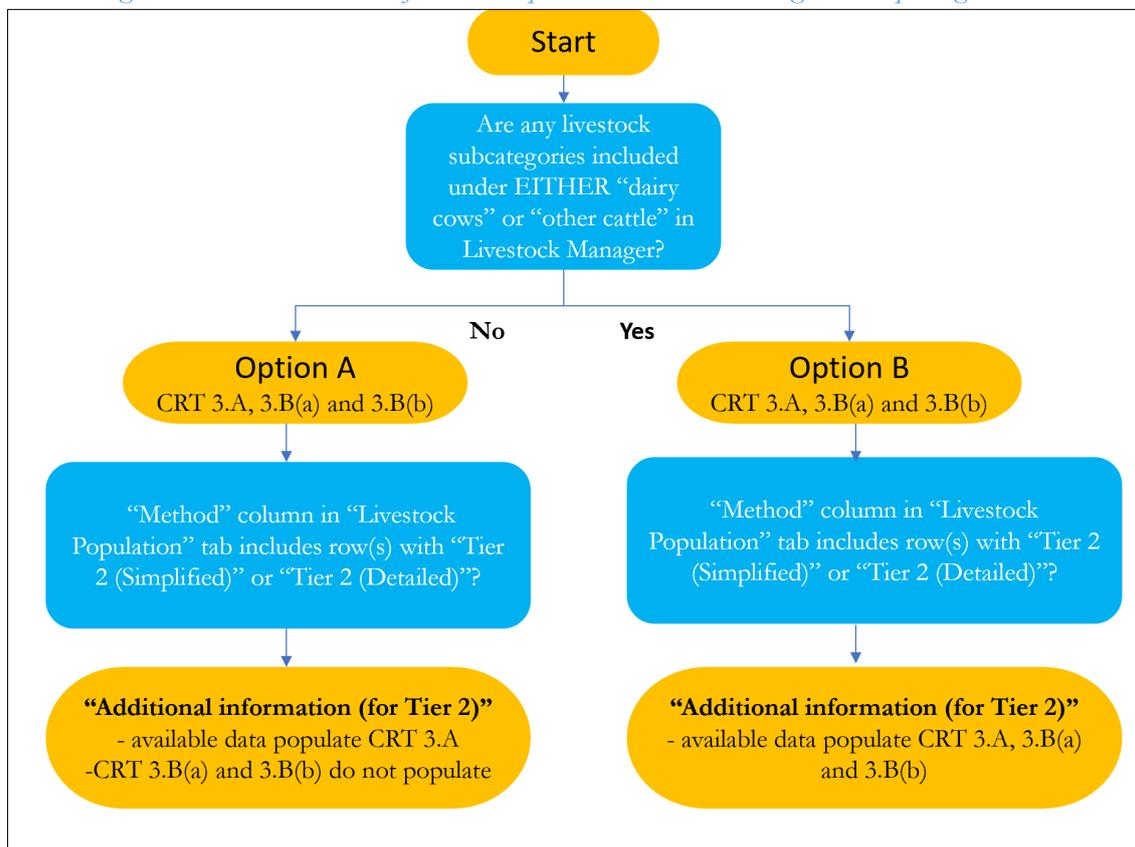 Start
Are any livestock
subcategories included
under EITHER “dairy
cows” or “other cattle” in
Livestock Manager?
No
Yes
Option A
CRT 3.A, 3.B(a) and 3.B(b)
Option B
CRT 3.A, 3.B(a) and 3.B(b)
“Method” column in “Livestock
Population” tab includes row(s) with “Tier
2 (Simplified)” or “Tier 2 (Detailed)”?
“Method” column in “Livestock
Population” tab includes row(s) with “Tier 2
(Simplified)” or “Tier 2 (Detailed)”?
“Additional information (for Tier 2)”
- available data populate CRT 3.A
-CRT 3.B(a) and 3.B(b) do not populate
“Additional information (for Tier 2)”
- available data populate CRT 3.A, 3.B(a)
and 3.B(b)